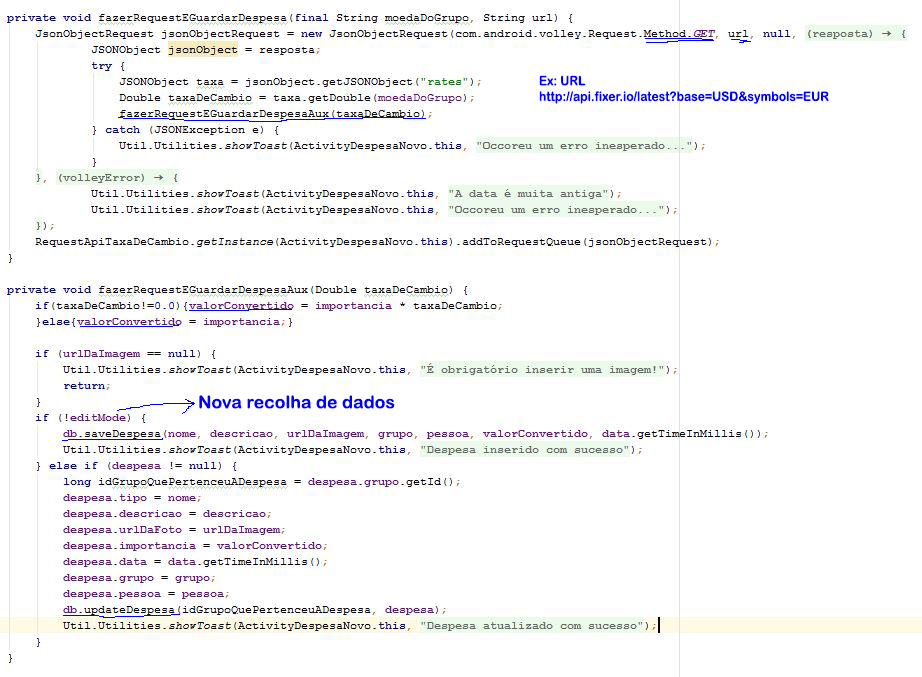 private void fazerRequestEGuardarDespesa(final String moedaDoGrupo, String url) {
JsonObjectRequest jsonObjectRequest = new JsonObjectRequest(com.android.volley.Request.Method.GET, url, null, (resposta) → {
JSONObject jsonObject = resposta;
try {
JSONObject taxa = jsonObject.getJSONObject("rates");
Ex: URL
Double taxaDeCambio = taxa.getDouble(moedaDoGrupo);
http://api.fixer.io/latest?base=USD&symbols=EUR
fazerRequestEGuardarDespesaAux(taxaDeCambio);
} catch (JSONException e) {
Util.Utilities.showToast(ActivityDespesaNovo.this, "Occoreu um erro inesperado...");
}
}, (volleyError) → {
Util.Utilities.showToast(ActivityDespesaNovo.this, "A data é muita antiga");
Util.Utilities.showToast(ActivityDespesaNovo.this, "Occoreu um erro inesperado...");
});
RequestApiTaxaDeCambio.getInstance(ActivityDespesaNovo.this).addToRequestQueue(jsonObjectRequest);
}
private void fazerRequestEGuardarDespesaAux(Double taxaDeCambio) {
if(taxaDeCambio!=0.0){valorConvertido = importancia * taxaDeCambio;
}else{valorConvertido = importancia;}
if (urlDaImagem == null) {
Util.Utilities.showToast(ActivityDespesaNovo.this, "É obrigatório inserir uma imagem!");
return;
}
Nova recolha de dados
if (!editMode) {
db.saveDespesa(nome, descricao, urlDaImagem, grupo, pessoa, valorConvertido, data.getTimeInMillis());
Util.Utilities.showToast(ActivityDespesaNovo.this, "Despesa inserido com sucesso");
} else if (despesa != null) {
long idGrupoQuePertenceuADespesa = despesa.grupo.getId();
despesa.tipo = nome;
despesa.descricao = descricao;
despesa.urlDaFoto = urlDaImagem;
despesa.importancia = valorConvertido;
despesa.data = data.getTimeInMillis();
despesa.grupo = grupo;
despesa.pessoa = pessoa;
db.updateDespesa(idGrupoQuePertenceuADespesa, despesa);
Util.Utilities.showToast(ActivityDespesaNovo.this, "Despesa atualizado com sucesso");
}
}